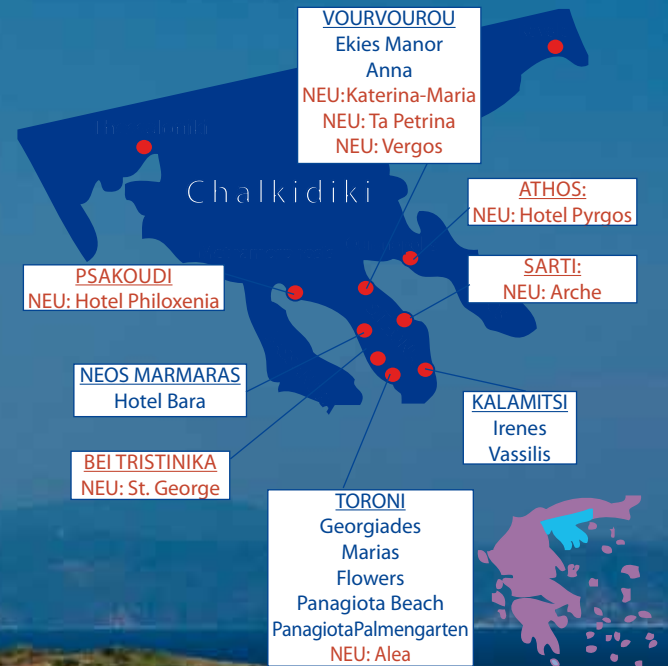 VOURVOUROU
Ekies Manor
Anna
NEU:Katerina-Maria
NEU: Ta Petrina
NEU: Vergos
Chalkidiki
ATHOS:
NEU: Hotel Pyrgos
PSAKOUDI
NEU: Hotel Philoxenia
SARTI:
NEU: Arche
NEOS MARMARAS
Hotel Bara
KALAMITSI
Irenes
Vassilis
BEI TRISTINIKA
NEU: St. George
TORONI
Georgiades
Marias
Flowers
Panagiota Beach
PanagiotaPalmengarten
NEU: Alea